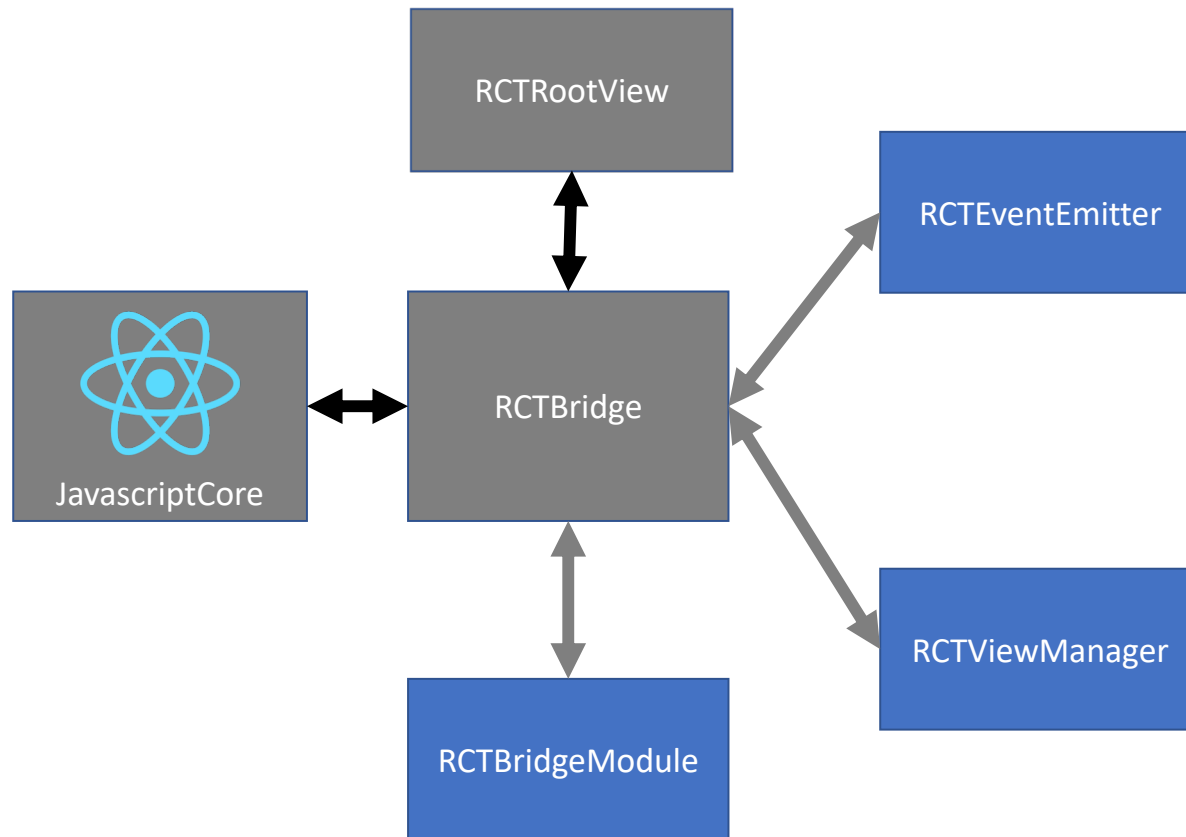 RCTRootView
RCTEventEmitter
RCTBridge
JavascriptCore
RCTViewManager
RCTBridgeModule